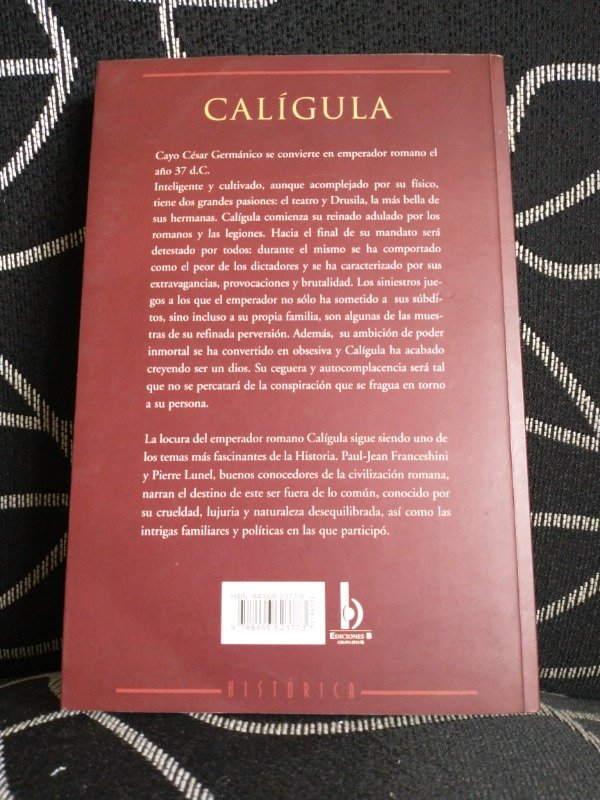 CALÍGULA
Cayo César Germánico se convierte en emperador romano el
año 37 d.C.
Inteligente y cultivado, aunque acomplejado por su físico,
tiene dos grandes pasiones: el teatro y Drusila, la más bella de
sus hermanas. Calígula comienza su reinado adulado por los
romanos y las legiones. Hacia el final de su mandato será
detestado por todos: durante el mismo se ha comportado
como el peor de los dictadores y se ha caracterizado por sus
extravagancias, provocaciones y brutalidad. Los siniestros jue-
gos a los que el emperador no sólo ha sometido a sus súbdi-
tos, sino incluso a su propia familia, son algunas de las mues-
tras de su refinada perversión. Además, su ambición de poder
inmortal se ha convertido en obsesiva y Calígula ha acabado
creyendo ser un dios. Su ceguera y autocomplacencia será tal
que no se percatará de la conspiración que se fragua en torno
a su persona.
La locura del emperador romano Calígula sigue siendo uno de
los temas más fascinantes de la Historia. Paul-Jean Franceshini
y Pierre Lunel, buenos conocedores de la civilización romana,
narran el destino de este ser fuera de lo común, conocido por
su crueldad, lujuria y naturaleza desequilibrada, así como las
intrigas familiares y políticas en las que participó.
EDICIONES B
GRUPO ZETA
HISTÓRICA